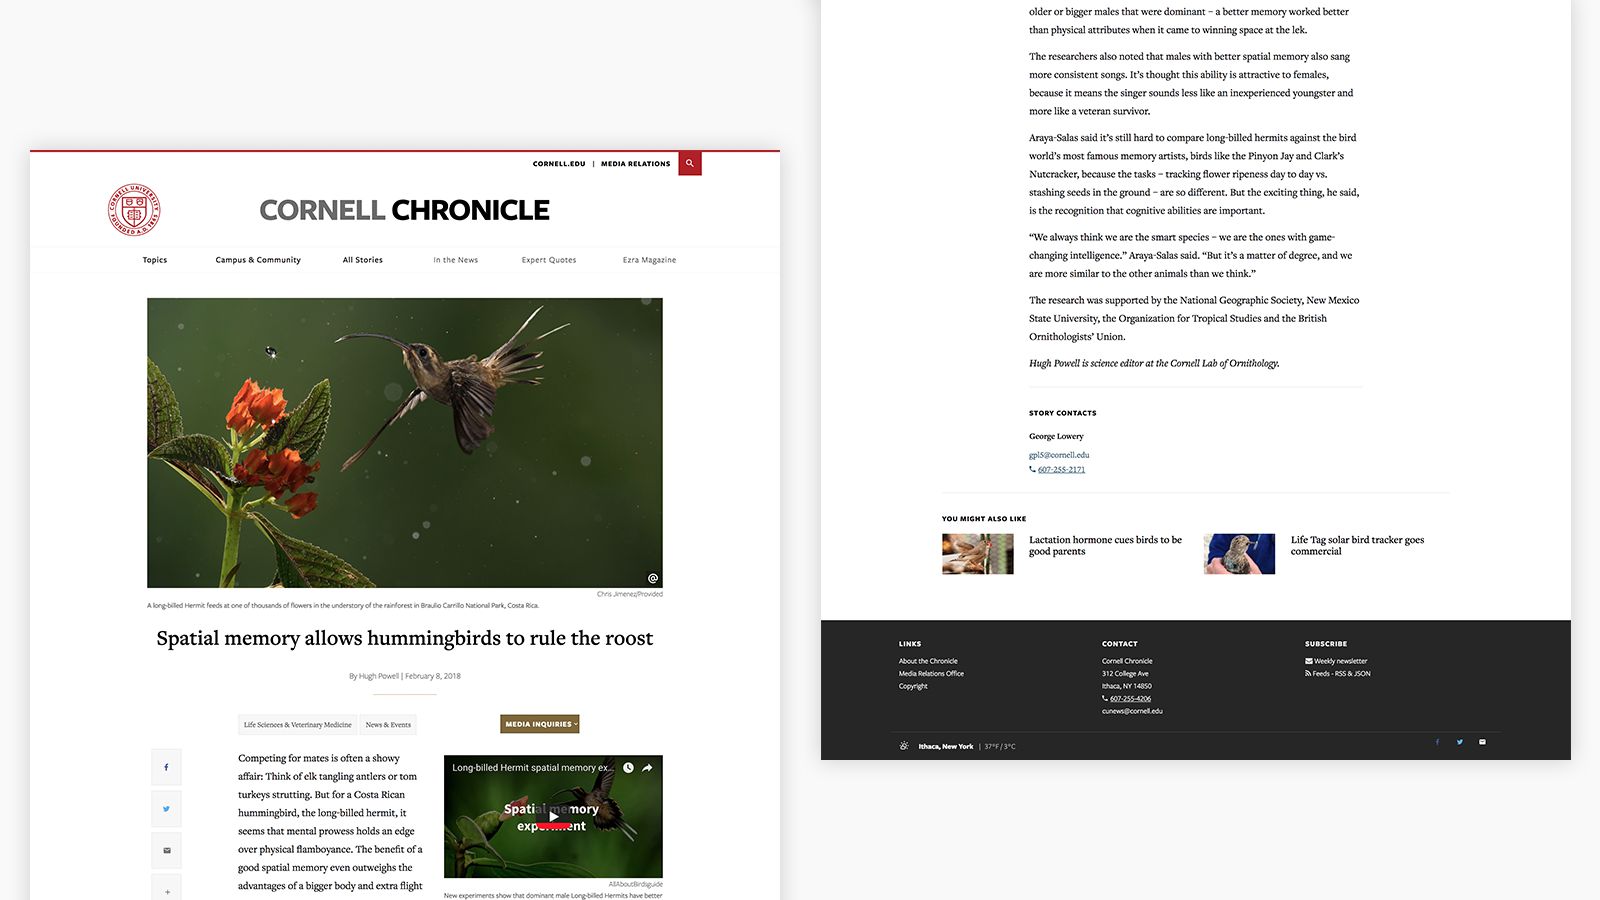 CORNELL.EDU | MEDIA RELATIONS
CORNELL UNIVERSITY
FOUNDED A.D. 1865
CORNELL CHRONICLE
Topics
Campus & Community
All Stories
In the News
Expert Quotes
Ezra Magazine
Chris Jimenez/Provided
A long-billed Hermit feeds at one of thousands of flowers in the understory of the rainforest in Braulio Carrillo National Park, Costa Rica.
Spatial memory allows hummingbirds to rule the roost
By Hugh Powell | February 8, 2018
Life Sciences & Veterinary Medicine
News & Events
MEDIA INQUIRIES
Competing for mates is often a showy
affair: Think of elk tangling antlers or tom
turkeys strutting. But for a Costa Rican
hummingbird, the long-billed hermit, it
seems that mental prowess holds an edge
over physical flamboyance. The benefit of a
good spatial memory even outweighs the
advantages of a bigger body and extra flight
Long-billed Hermit spatial memory ex...
Spatial memory
experiment
AllAboutBirdsguide
New experiments show that dominant male Long-billed Hermits have better
older or bigger males that were dominant – a better memory worked better
than physical attributes when it came to winning space at the lek.
The researchers also noted that males with better spatial memory also sang
more consistent songs. It’s thought this ability is attractive to females,
because it means the singer sounds less like an inexperienced youngster and
more like a veteran survivor.
Araya-Salas said it’s still hard to compare long-billed hermits against the bird
world’s most famous memory artists, birds like the Pinyon Jay and Clark’s
Nutcracker, because the tasks – tracking flower ripeness day to day vs.
stashing seeds in the ground – are so different. But the exciting thing, he said,
is the recognition that cognitive abilities are important.
“We always think we are the smart species – we are the ones with game-
changing intelligence.” Araya-Salas said. “But it’s a matter of degree, and we
are more similar to the other animals than we think.”
The research was supported by the National Geographic Society, New Mexico
State University, the Organization for Tropical Studies and the British
Ornithologists’ Union.
Hugh Powell is science editor at the Cornell Lab of Ornithology.
STORY CONTACTS
George Lowery
gpl5@cornell.edu
607-255-2171
YOU MIGHT ALSO LIKE
Lactation hormone cues birds to be
good parents
Life Tag solar bird tracker goes
commercial
LINKS
About the Chronicle
Media Relations Office
Copyright
CONTACT
Cornell Chronicle
312 College Ave
Ithaca, NY 14850
607-255-4206
cunews@cornell.edu
SUBSCRIBE
Weekly newsletter
Feeds - RSS & JSON
Ithaca, New York | 37°F/3°C